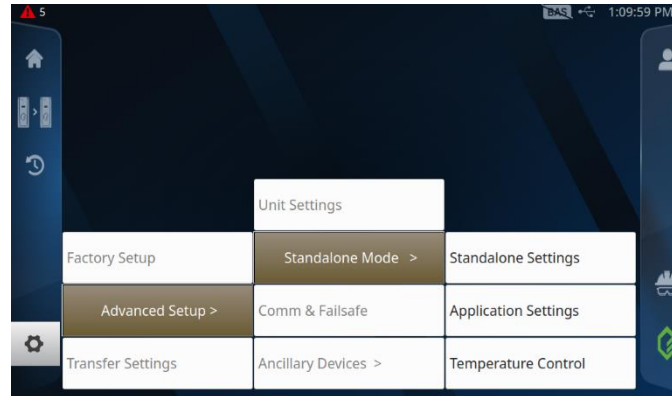 5
BAS
1:09:59 PM
Unit Settings
Factory Setup
Standalone Mode >
Standalone Settings
Advanced Setup >
Comm & Failsafe
Application Settings
Transfer Settings
Ancillary Devices >
Temperature Control